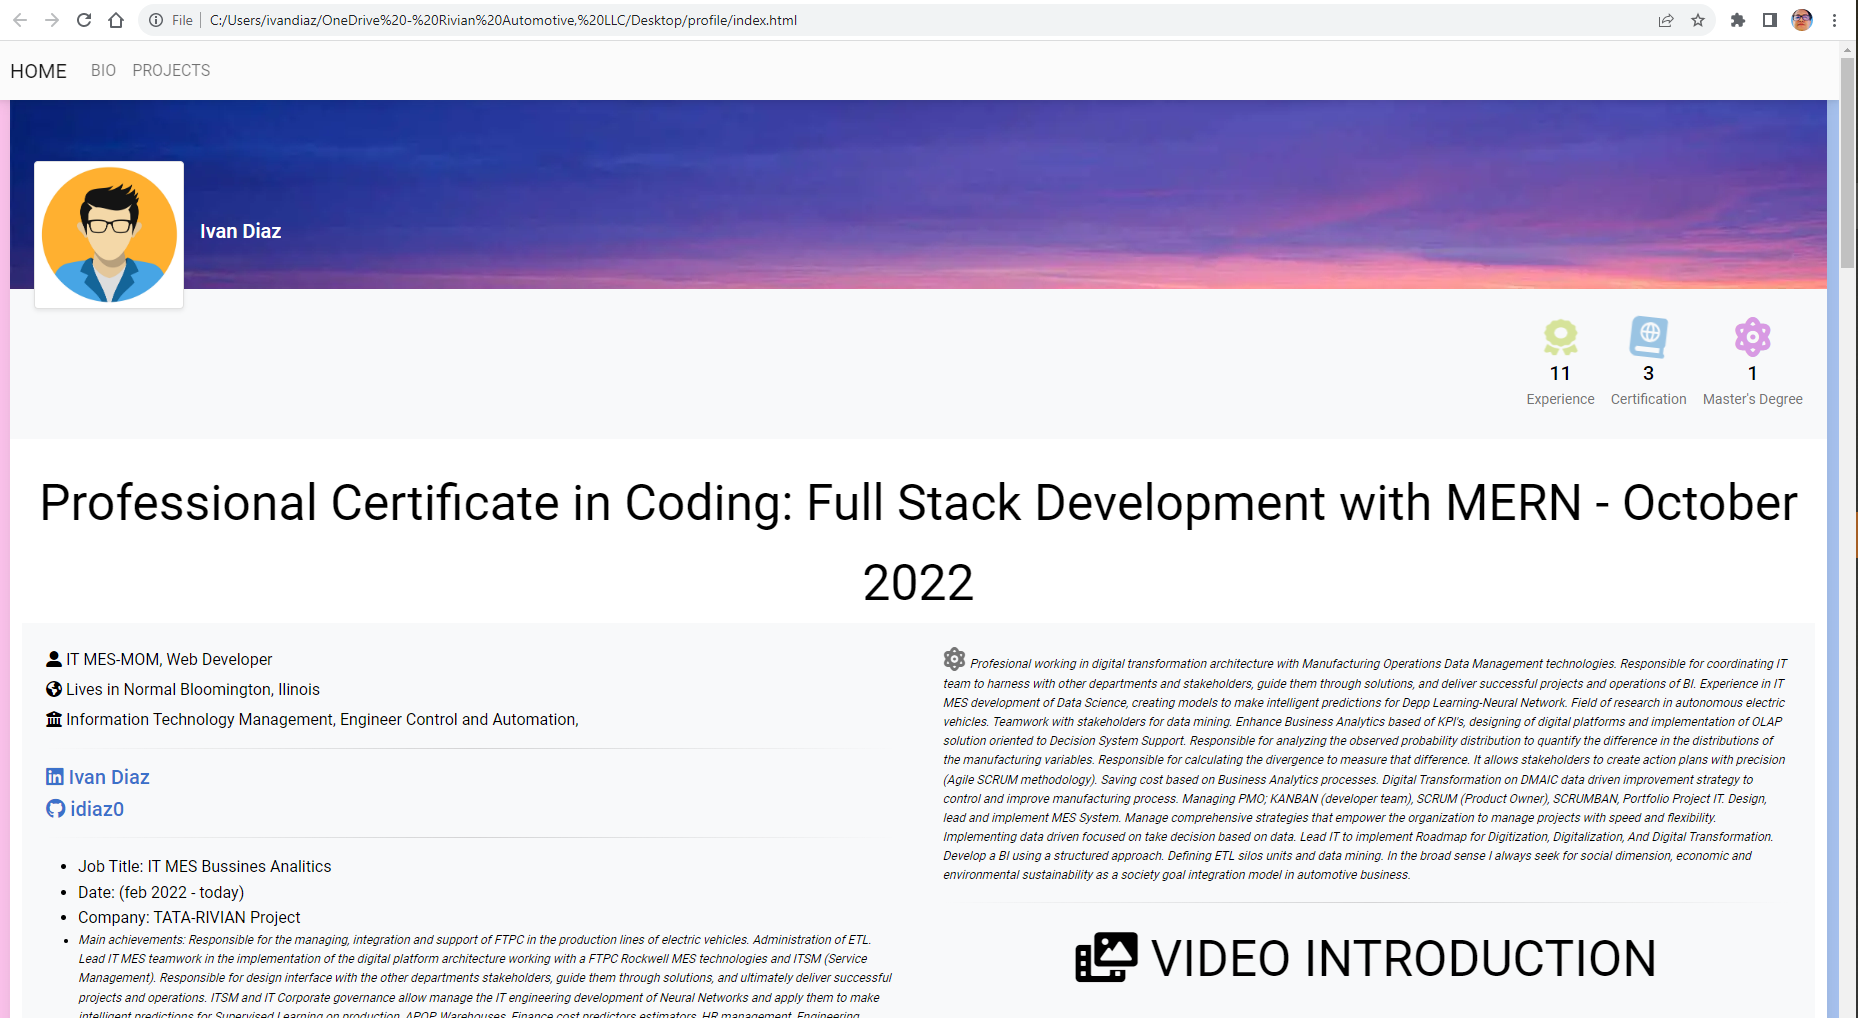 File
C:/Users/ivandiaz/OneDrive%20-%20Rivian%20Automotive,%20LLC/Desktop/profile/index.html
HOME BIO PROJECTS
Ivan Diaz
11 3 1
Experience Certification Master's Degree
Professional Certificate in Coding: Full Stack Development with MERN - October
2022
IT MES-MOM, Web Developer
Lives in Normal Bloomington, Ilinois
Information Technology Management, Engineer Control and Automation,
Ivan Diaz
idiaz0
Job Title: IT MES Bussines Analitics
Date: (feb 2022 - today)
Company: TATA-RIVIAN Project
Main achievements: Responsible for the managing, integration and support of FTPC in the production lines of electric vehicles. Administration of ETL.
Lead IT MES teamwork in the implementation of the digital platform architecture working with a FTPC Rockwell MES technologies and ITSM (Service
Management). Responsible for design interface with the other departments stakeholders, guide them through solutions, and ultimately deliver successful
projects and operations. ITSM and IT Corporate governance allow manage the IT engineering development of Neural Networks and apply them to make
intelligent predictions for Supervised Learning on production, APOP, Warehouses, Finance cost predictors estimators, HR management, Engineering
Profesional working in digital transformation architecture with Manufacturing Operations Data Management technologies. Responsible for coordinating IT
team to harness with other departments and stakeholders, guide them through solutions, and deliver successful projects and operations of BI. Experience in IT
MES development of Data Science, creating models to make intelligent predictions for Depp Learning-Neural Network. Field of research in autonomous electric
vehicles. Teamwork with stakeholders for data mining. Enhance Business Analytics based of KPI's, designing of digital platforms and implementation of OLAP
solution oriented to Decision System Support. Responsible for analyzing the observed probability distribution to quantify the difference in the distributions of
the manufacturing variables. Responsible for calculating the divergence to measure that difference. It allows stakeholders to create action plans with precision
(Agile SCRUM methodology). Saving cost based on Business Analytics processes. Digital Transformation on DMAIC data driven improvement strategy to
control and improve manufacturing process. Managing PMO; KANBAN (developer team), SCRUM (Product Owner), SCRUMBAN, Portfolio Project IT. Design,
lead and implement MES System. Manage comprehensive strategies that empower the organization to manage projects with speed and flexibility.
Implementing data driven focused on take decision based on data. Lead IT to implement Roadmap for Digitization, Digitalization, And Digital Transformation.
Develop a BI using a structured approach. Defining ETL silos units and data mining. In the broad sense I always seek for social dimension, economic and
environmental sustainability as a society goal integration model in automotive business.
VIDEO INTRODUCTION